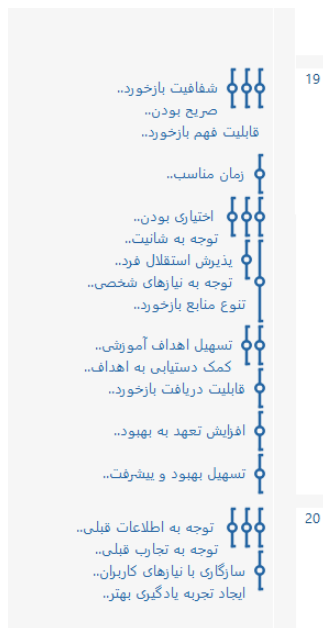 19
شفافیت بازخورد..
صریح بودن..
قابلیت فهم بازخورد..
زمان مناسب..
اختیاری بودن..
توجه به شانیت..
پذیرش استقلال فرد..
توجه به نیازهای شخصی..
تنوع منابع بازخورد..
تسهیل اهداف آموزشی..
کمک دستیابی به اهداف..
قابلیت دریافت بازخورد..
افزایش تعهد به بهبود..
تسهیل بهبود و پیشرفت..
20
توجه به اطلاعات قبلی..
توجه به تجارب قبلی..
سازگاری با نیازهای کاربران..
ایجاد تجربه یادگیری بهتر..